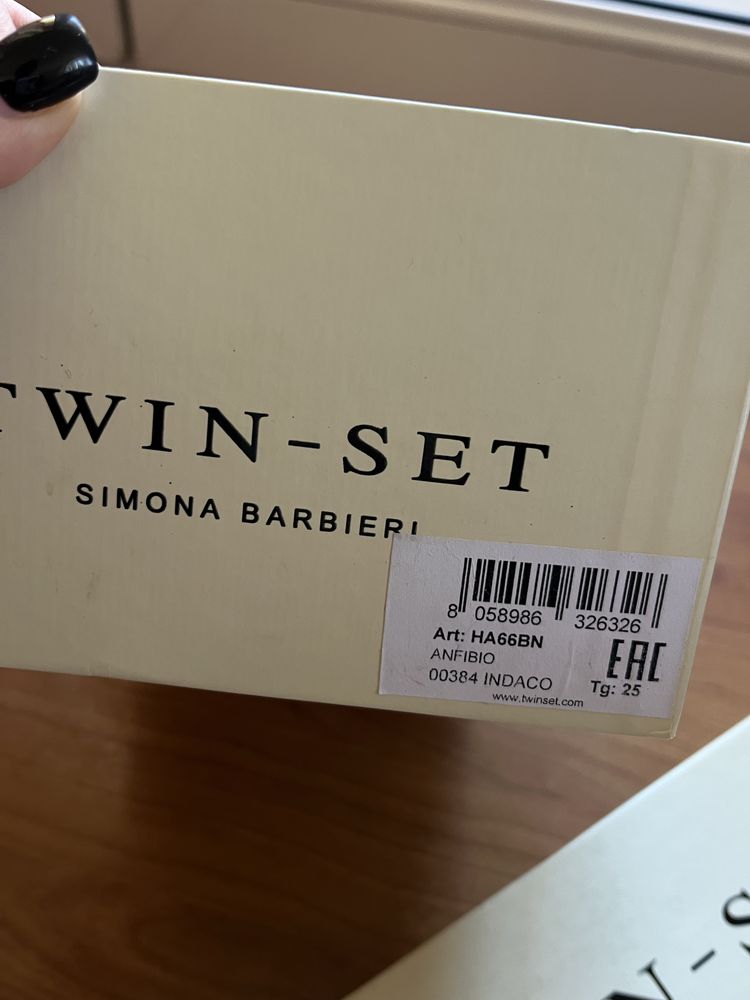 TWIN-SET
SIMONA BARBIERI
8 058986 326326
Art: HA66BN
ANFIBIO
EAC
00384 INDACO
Tg: 25
www.twinset.com
N-S